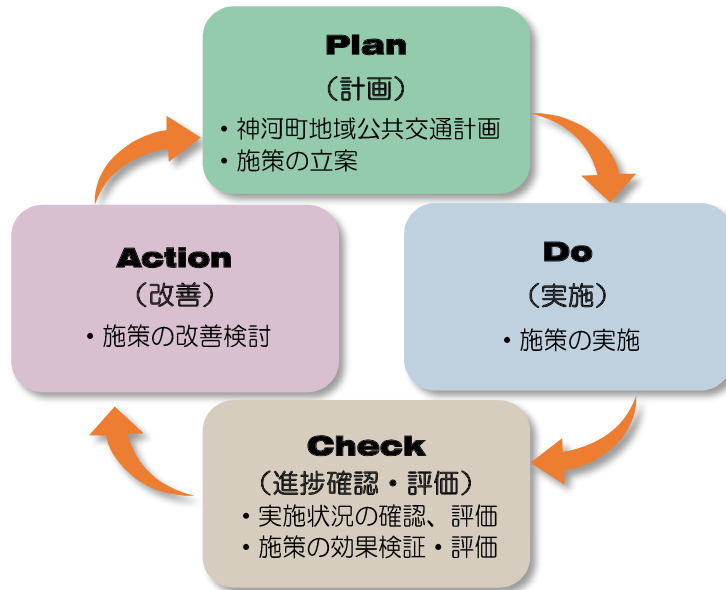 Plan
（計画）
・神河町地域公共交通計画
・施策の立案
Do
（実施）
・施策の実施
Check
（進捗確認・評価）
・実施状況の確認、評価
・施策の効果検証・評価
Action
（改善）
・施策の改善検討